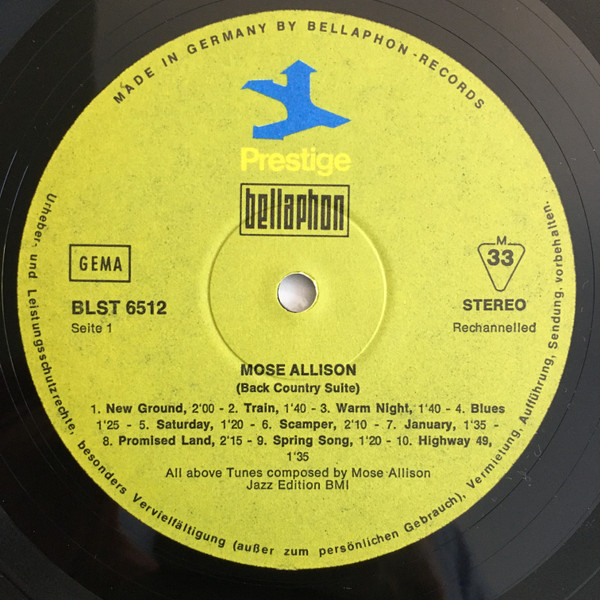 MADE IN GERMANY BY BELLAPHON-RECORDS
Prestige
bellaphon
GEMA
BLST 6512
Seite 1
M
33
STEREO
Rechannelled
MOSE ALLISON
(Back Country Suite)
1. New Ground, 2'00 - 2. Train, 1'40 - 3. Warm Night, 1'40 - 4. Blues
1'25 - 5. Saturday, 1'20 - 6. Scamper, 2'10 - 7. January, 1'35 -
8. Promised Land, 2'15 - 9. Spring Song, 1'20 - 10. Highway 49,
1'35
All above Tunes composed by Mose Allison
Jazz Edition BMI
Urheber- und Leistungsschutzrechte, besonders Vervielfältigung (außer zum persönlichen Gebrauch), Vermietung, Aufführung, Sendung, vorbehalten.